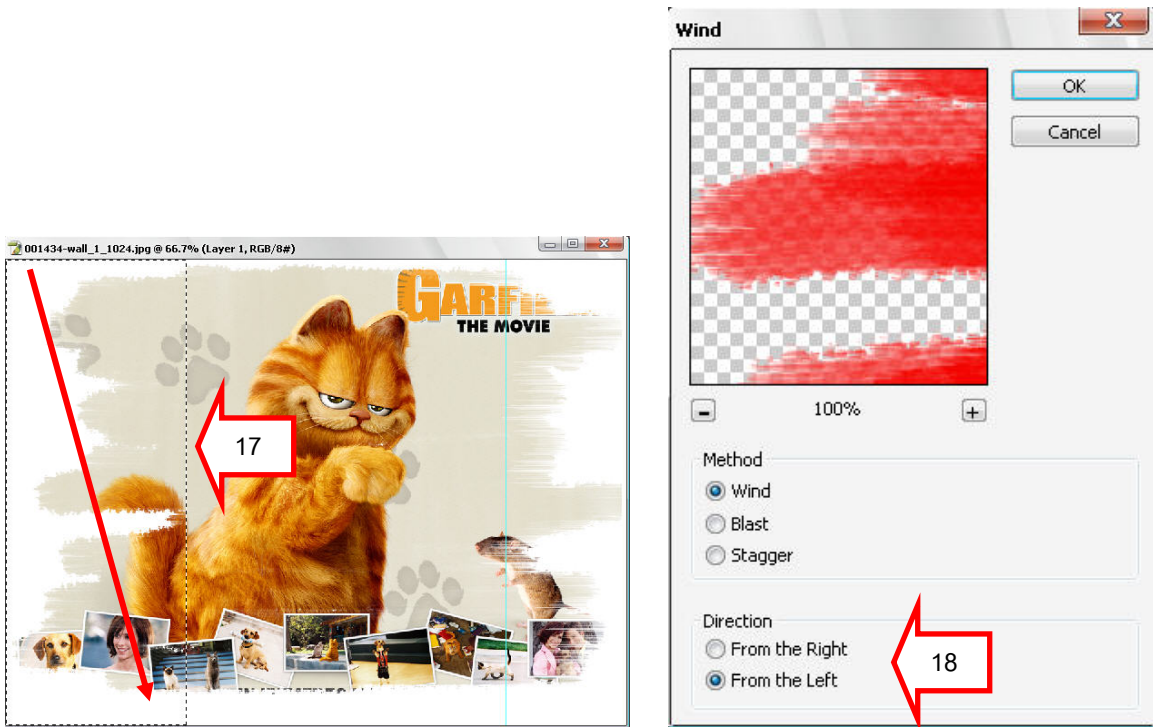 001434-wall_1_1024.jpg @ 66.7% (Layer 1, RGB/8#)
GARFI
THE MOVIE
17
Wind
OK
Cancel
100%
Method
Wind
Blast
Stagger
Direction
From the Right
From the Left
18